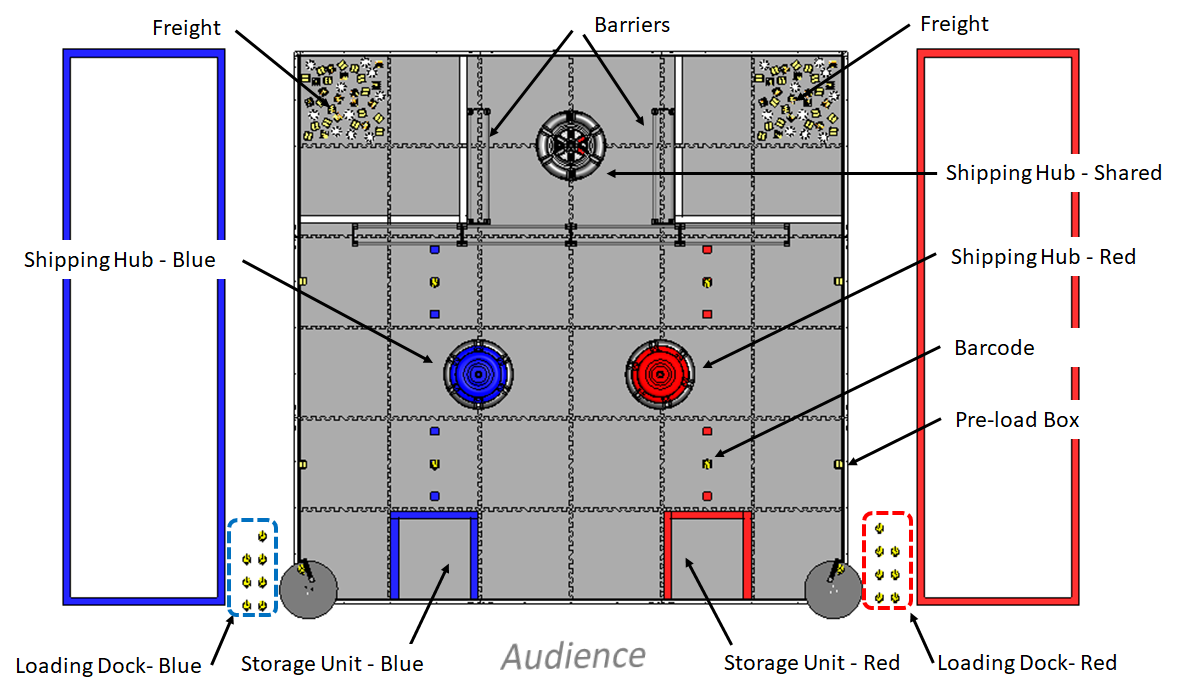 Freight
Barriers
Freight
Shipping Hub - Shared
Shipping Hub - Blue
Shipping Hub - Red
Barcode
Pre-load Box
Loading Dock- Blue
Storage Unit - Blue
Audience
Storage Unit - Red
Loading Dock- Red